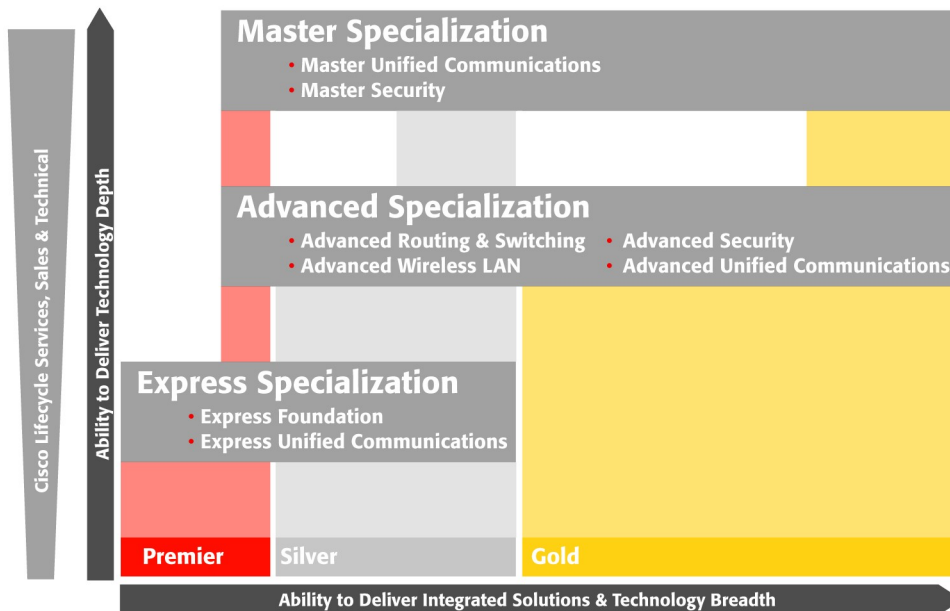 Master Specialization
• Master Unified Communications
• Master Security
Advanced Specialization
• Advanced Routing & Switching
• Advanced Security
• Advanced Wireless LAN
• Advanced Unified Communications
Express Specialization
• Express Foundation
• Express Unified Communications
Cisco Lifecycle Services, Sales & Technical
Ability to Deliver Technology Depth
Premier
Silver
Gold
Ability to Deliver Integrated Solutions & Technology Breadth